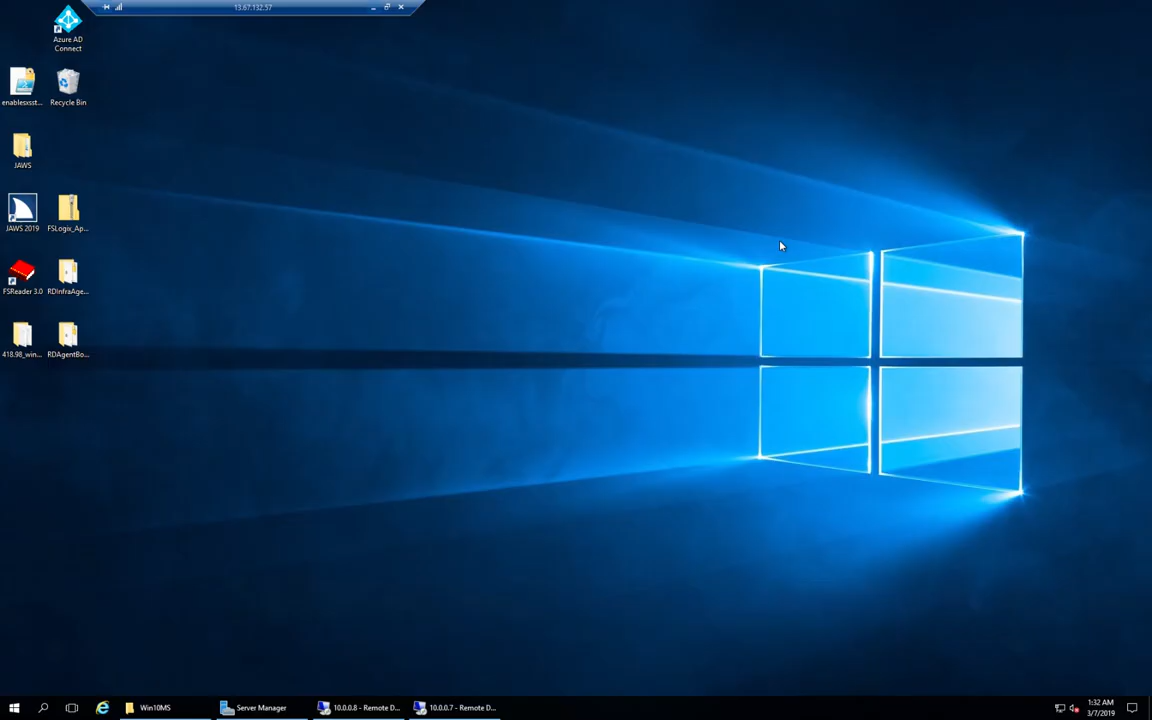 13.67.132.57
Azure AD
Connect
enablesxsst...
Recycle Bin
JAWS
JAWS 2019
FSLogix_Ap...
FSReader 3.0
RDInfraAge...
418.98_win...
RDAgentBo...
Win10MS
Server Manager
10.0.0.8 - Remote D...
10.0.0.7 - Remote D...
1:32 AM
3/7/2019